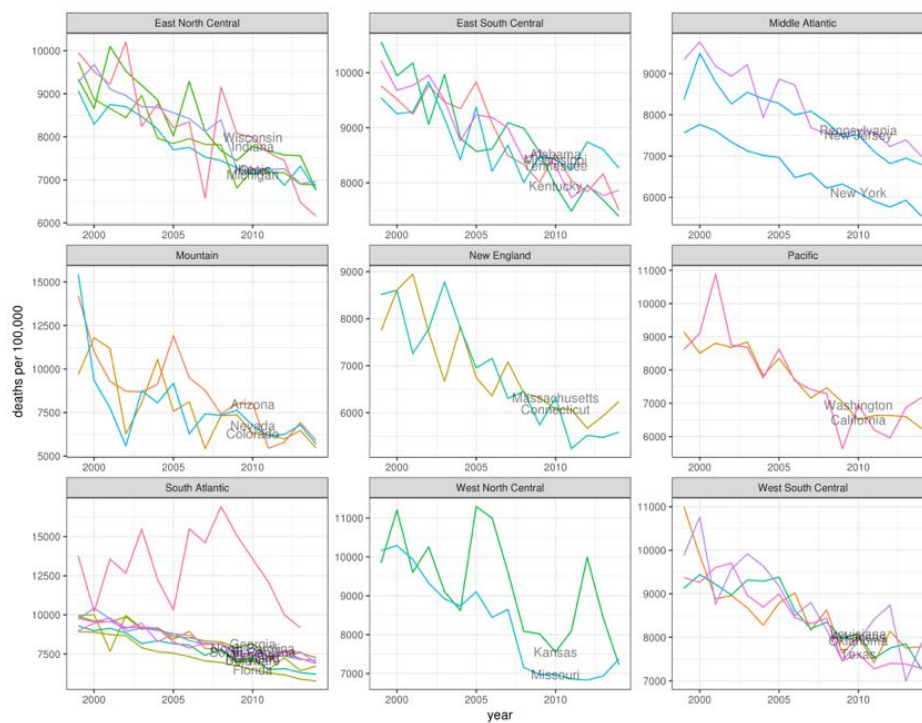 East North Central
East South Central
Middle Atlantic
10000
9000
8000
7000
6000
Wisconsin
Indiana
Michigan
2000
2005
2010
10000
9000
8000
Alabama
Tennessee
Kentucky
2000
2005
2010
9000
8000
7000
6000
Pennsylvania
New Jersey
New York
2000
2005
2010
Mountain
New England
Pacific
deaths per 100,000
15000
12500
10000
7500
5000
Arizona
Nevada
Colorado
2000
2005
2010
9000
8000
7000
6000
Massachusetts
Connecticut
2000
2005
2010
11000
10000
9000
8000
7000
6000
Washington
California
2000
2005
2010
South Atlantic
West North Central
West South Central
15000
12500
10000
7500
Georgia
Florida
2000
2005
2010
11000
10000
9000
8000
7000
Kansas
Missouri
2000
2005
2010
11000
10000
9000
8000
7000
Louisiana
Oklahoma
Texas
2000
2005
2010
year